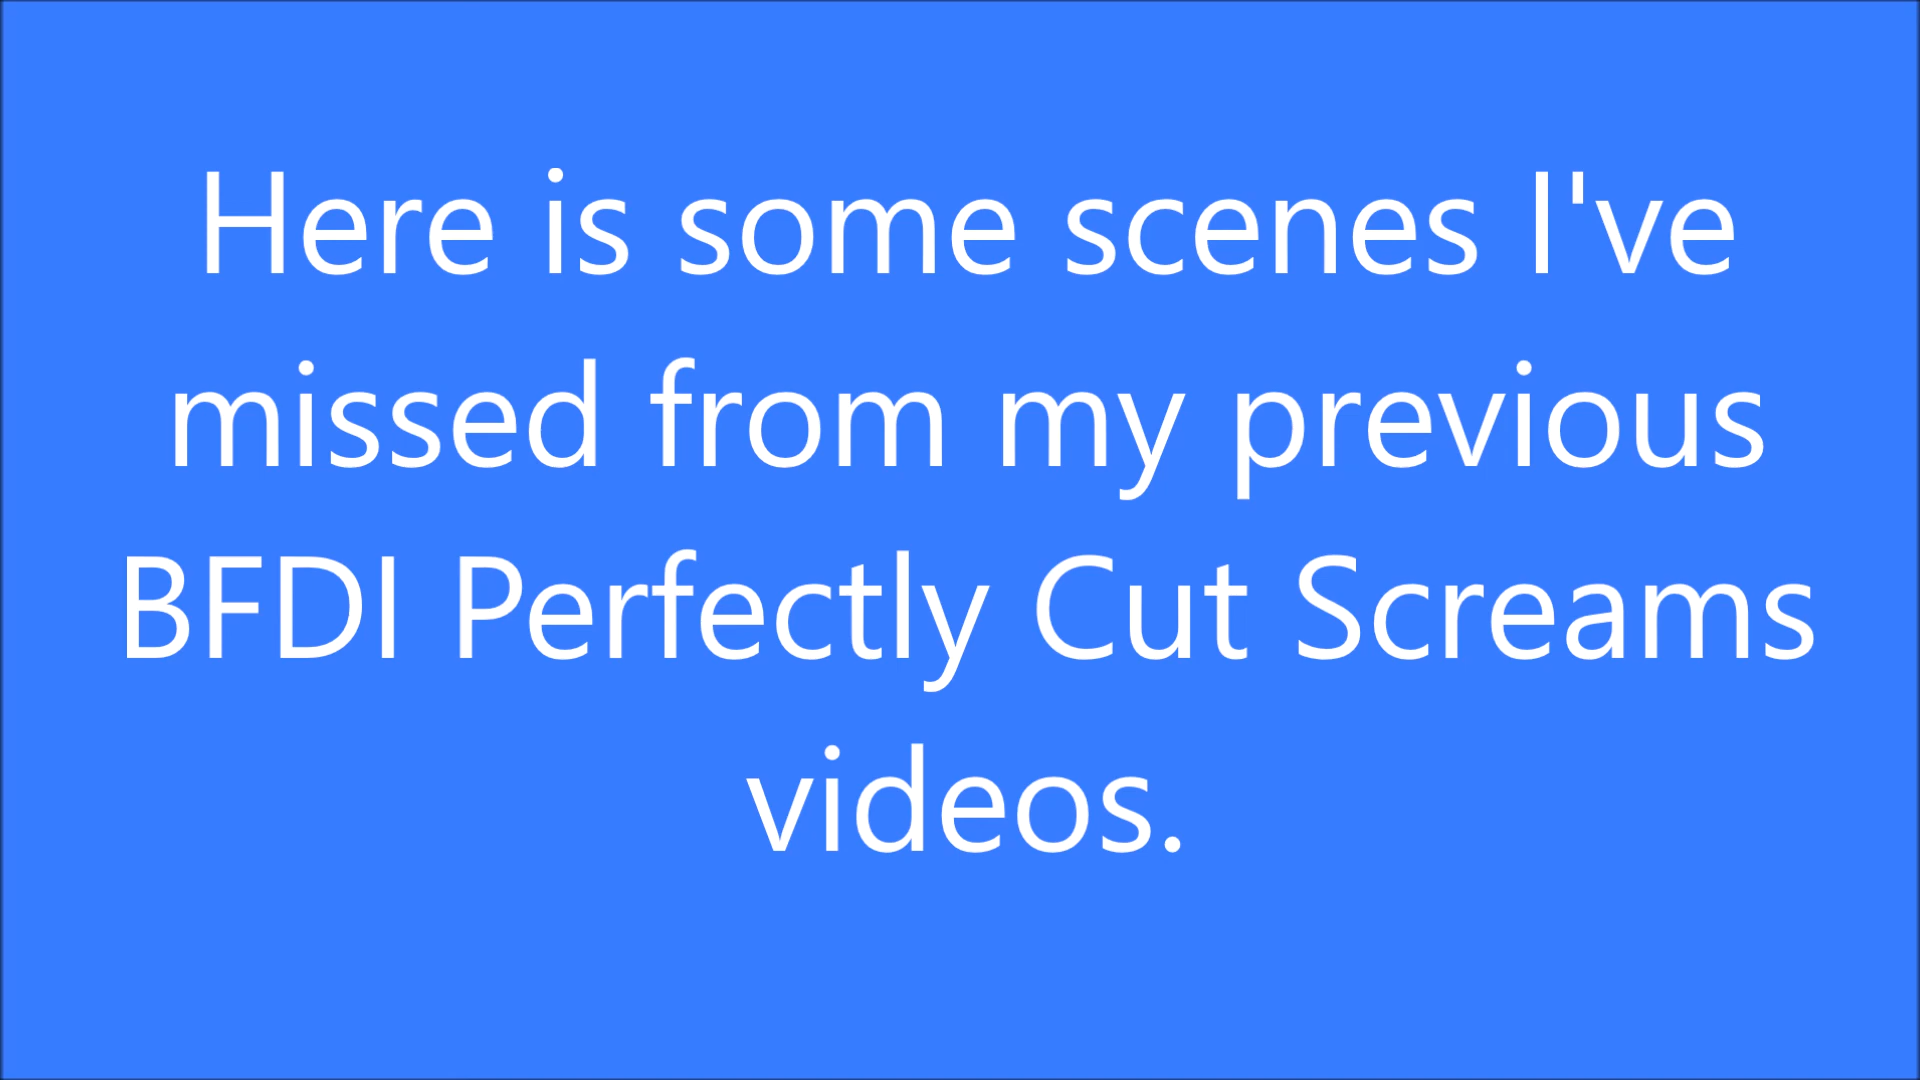 Here is some scenes I've
missed from my previous
BFDI Perfectly Cut Screams
videos.